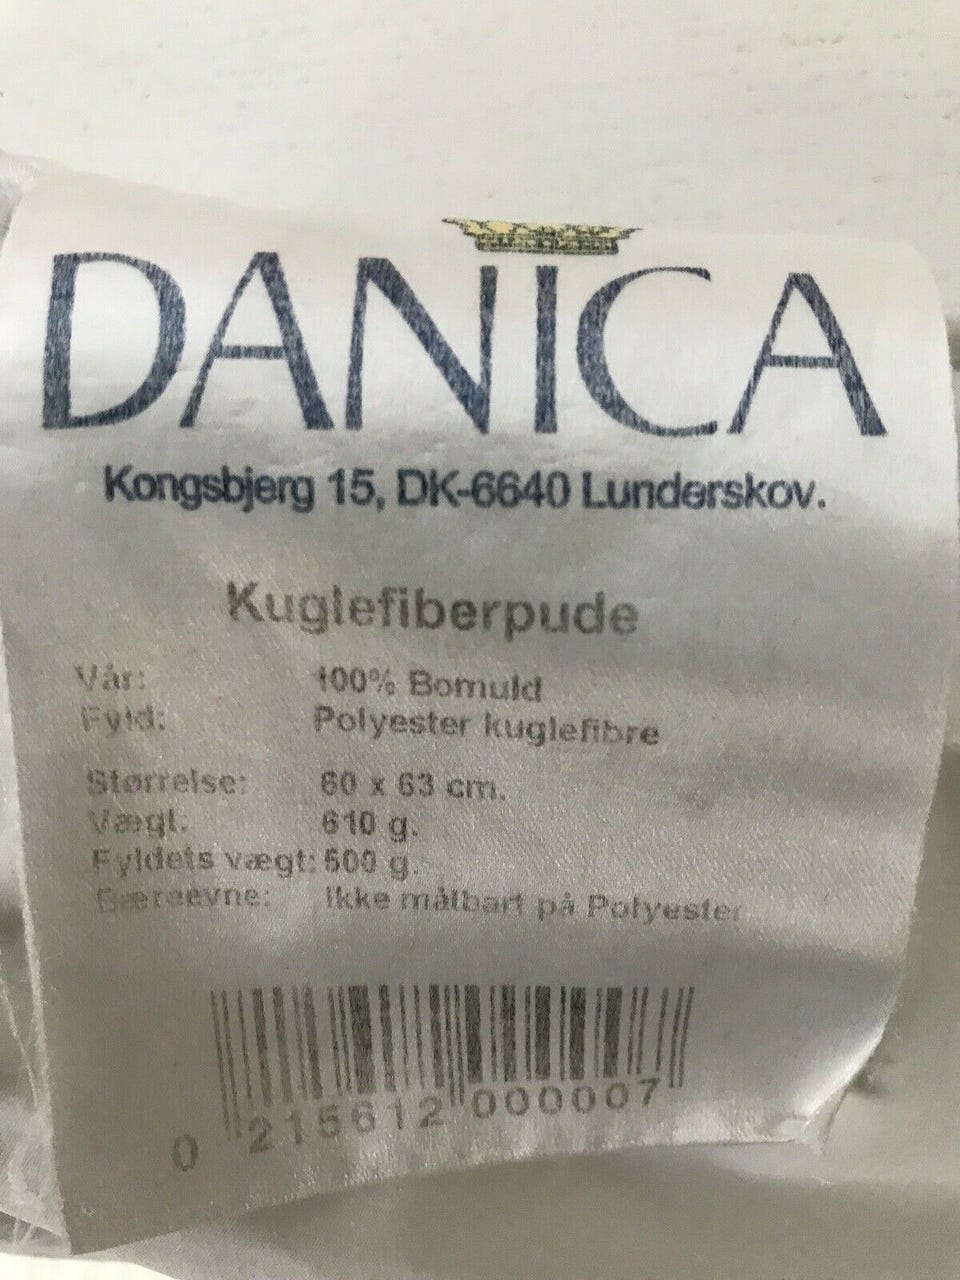 DANICA
Kongsbjerg 15, DK-6640 Lunderskov.
Kuglefiberpude
Vår: 100% Bomuld
Fyld: Polyester kuglefibre
Størrelse: 60 x 63 cm.
Vægt: 610 g.
Fyldets vægt: 500 g.
Bæreevne: Ikke målbart på Polyester
0 215612 000007